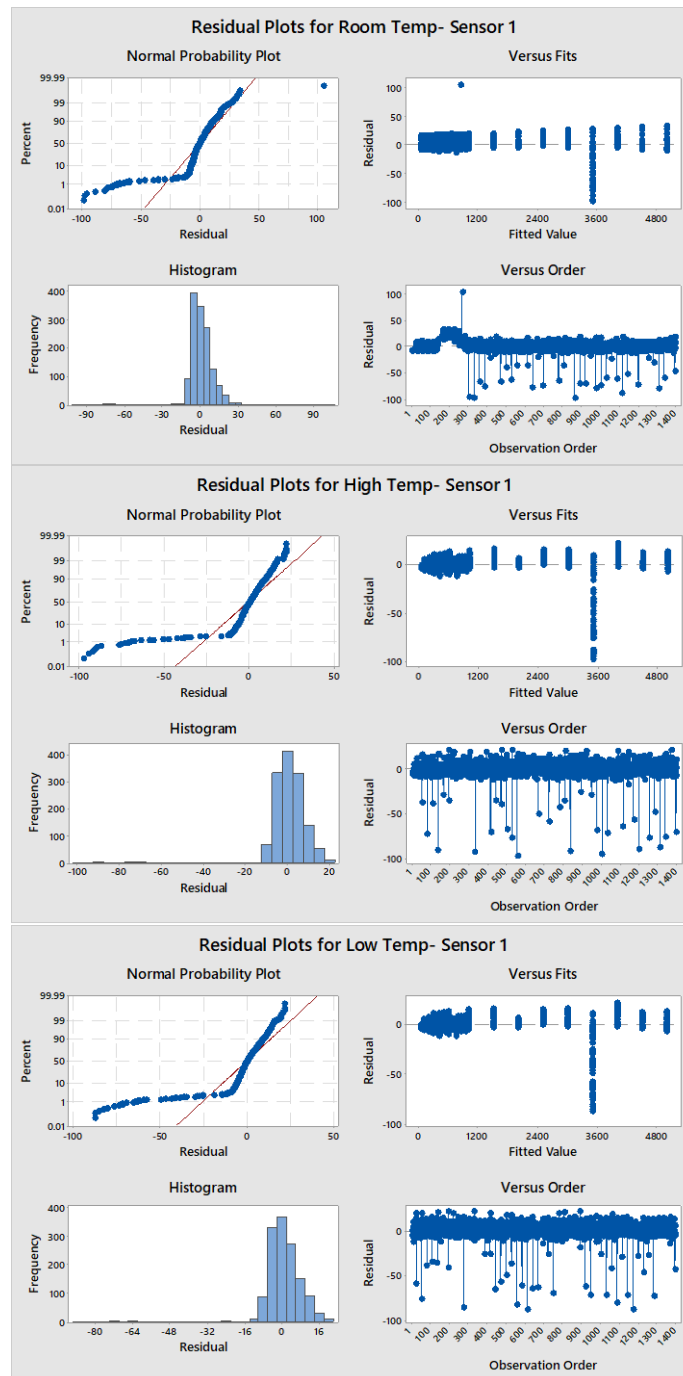 Residual Plots for Room Temp- Sensor 1
Normal Probability Plot
Versus Fits
99.99
99
90
50
10
1
0.01
Percent
-100 -50 0 50 100
Residual
100
50
0
-50
-100
Residual
0 1200 2400 3600 4800
Fitted Value
Histogram
Versus Order
400
300
200
100
0
Frequency
-90 -60 -30 0 30 60 90
Residual
100
50
0
-50
-100
Residual
1 100 200 300 400 500 600 700 800 900 1000 1100 1200 1300 1400
Observation Order
Residual Plots for High Temp- Sensor 1
Normal Probability Plot
Versus Fits
99.99
99
90
50
10
1
0.01
Percent
-100 -50 0 50
Residual
0
-50
-100
Residual
0 1200 2400 3600 4800
Fitted Value
Histogram
Versus Order
400
300
200
100
0
Frequency
-100 -80 -60 -40 -20 0 20
Residual
0
-50
-100
Residual
1 100 200 300 400 500 600 700 800 900 1000 1100 1200 1300 1400
Observation Order
Residual Plots for Low Temp- Sensor 1
Normal Probability Plot
Versus Fits
99.99
99
90
50
10
1
0.01
Percent
-100 -50 0 50
Residual
0
-50
-100
Residual
0 1200 2400 3600 4800
Fitted Value
Histogram
Versus Order
400
300
200
100
0
Frequency
-80 -64 -48 -32 -16 0 16
Residual
0
-50
-100
Residual
1 100 200 300 400 500 600 700 800 900 1000 1100 1200 1300 1400
Observation Order